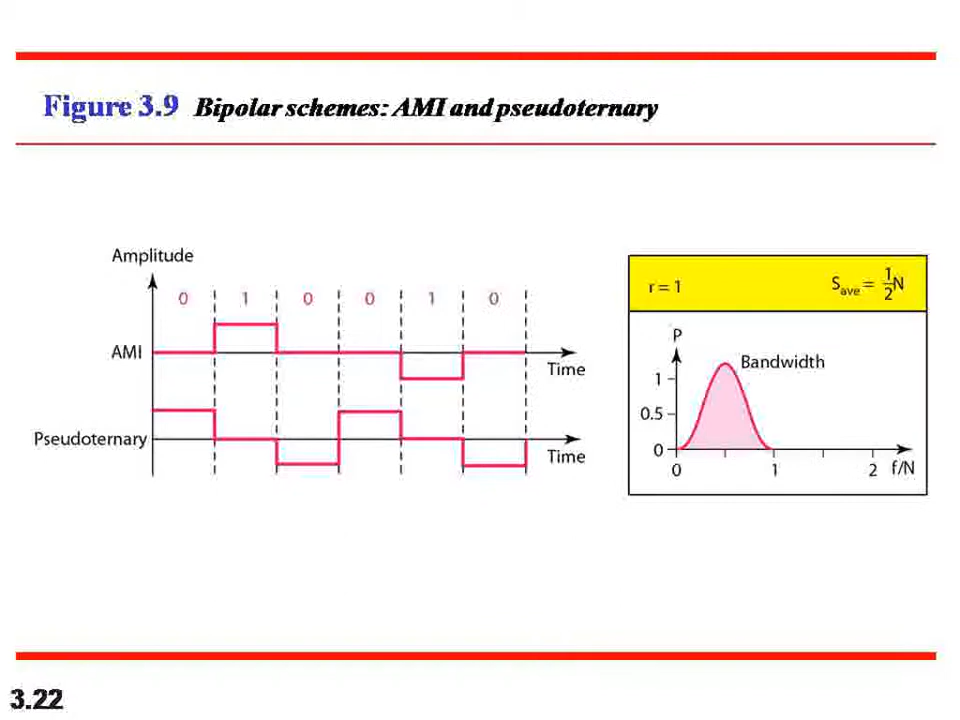 Figure 3.9 Bipolar schemes: AMI and pseudoternary
Amplitude
0 1 0 0 1 0
AMI
Time
Pseudoternary
Time
r = 1 Save = 1/2 N
P
Bandwidth
1
0.5
0
0 1 2 f/N
3.22